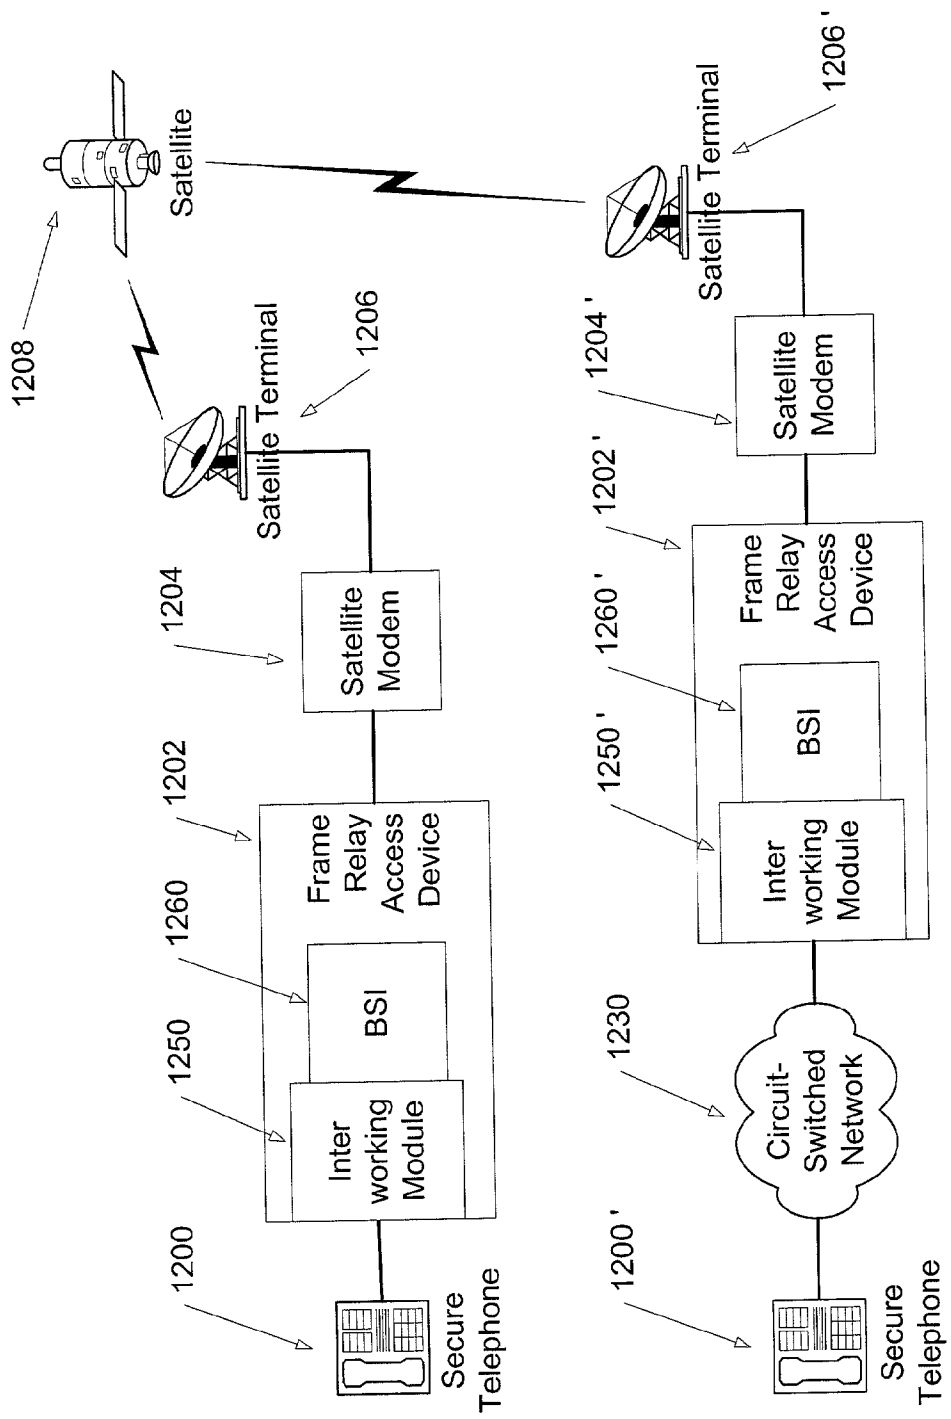 1208
Satellite
1206
Satellite Terminal
1204
Satellite
Modem
1202
Frame
Relay
Access
Device
1260
BSI
1250
Inter
working
Module
1200
Secure
Telephone
1206 '
Satellite Terminal
1204 '
Satellite
Modem
1202 '
Frame
Relay
Access
Device
1260 '
BSI
1250 '
Inter
working
Module
1230
Circuit-
Switched
Network
1200 '
Secure
Telephone